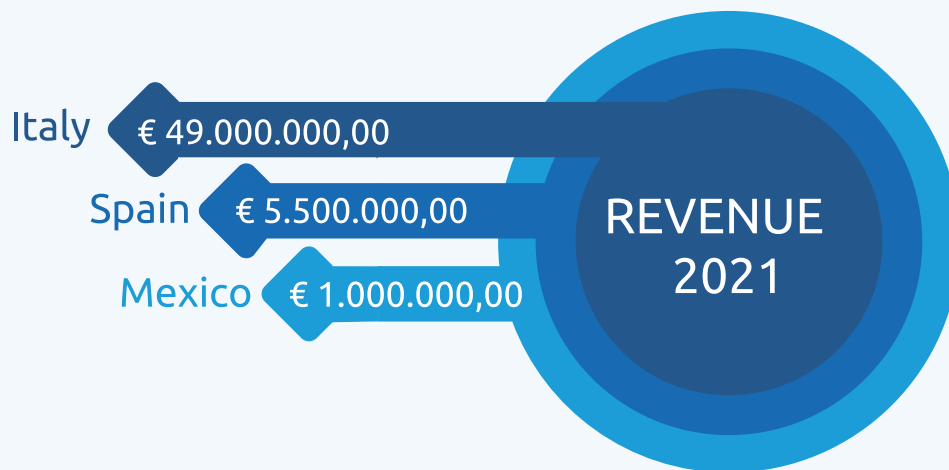 Italy € 49.000.000,00
Spain € 5.500.000,00
Mexico € 1.000.000,00
REVENUE
2021